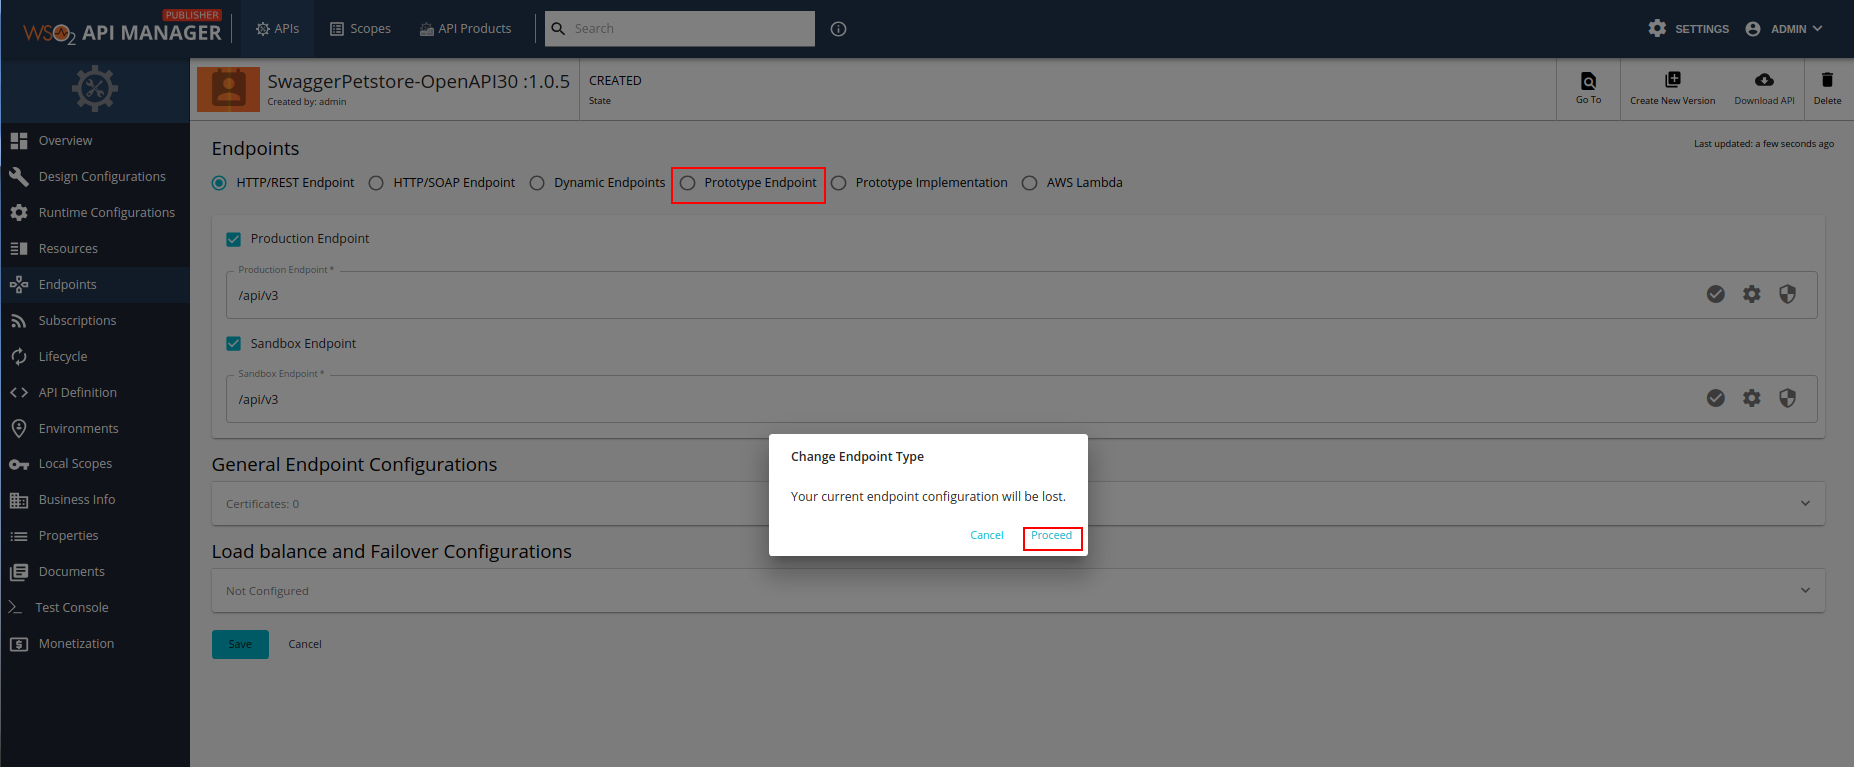 PUBLISHER
WSO2 API MANAGER
APIs
Scopes
API Products
Search
SETTINGS
ADMIN
SwaggerPetstore-OpenAPI30 :1.0.5
Created by: admin
CREATED
State
Go To
Create New Version
Download API
Delete
Overview
Design Configurations
Runtime Configurations
Resources
Endpoints
Subscriptions
Lifecycle
API Definition
Environments
Local Scopes
Business Info
Properties
Documents
Test Console
Monetization
Endpoints
Last updated: a few seconds ago
HTTP/REST Endpoint
HTTP/SOAP Endpoint
Dynamic Endpoints
Prototype Endpoint
Prototype Implementation
AWS Lambda
Production Endpoint
Production Endpoint *
/api/v3
Sandbox Endpoint
Sandbox Endpoint *
/api/v3
General Endpoint Configurations
Certificates: 0
Load balance and Failover Configurations
Not Configured
Save
Cancel
Change Endpoint Type
Your current endpoint configuration will be lost.
Cancel
Proceed